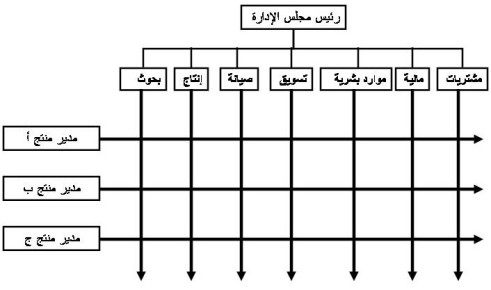 رئيس مجلس الإدارة
مشتريات
مالية
موارد بشرية
تسويق
صيانة
إنتاج
بحوث
مدير منتج أ
مدير منتج ب
مدير منتج ج